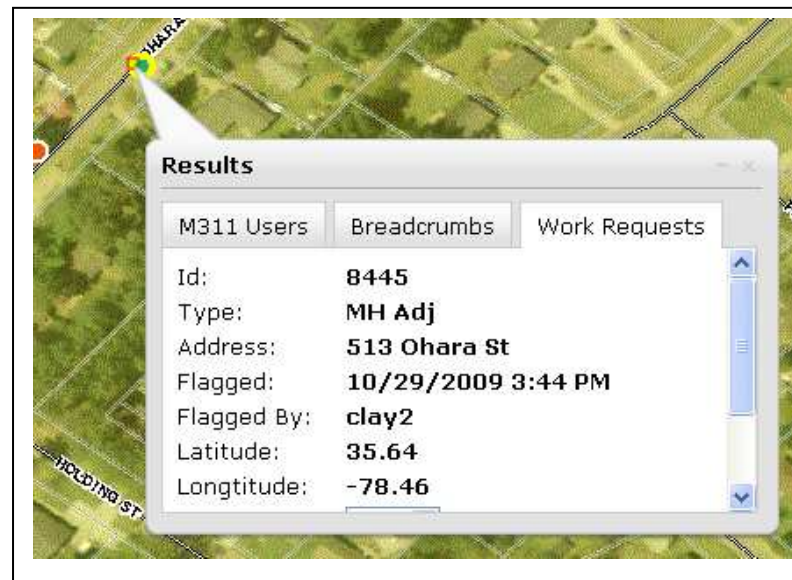 OHARA
Results
M311 Users Breadcrumbs Work Requests
Id: 8445
Type: MH Adj
Address: 513 Ohara St
Flagged: 10/29/2009 3:44 PM
Flagged By: clay2
Latitude: 35.64
Longtitude: -78.46
HOLDING ST